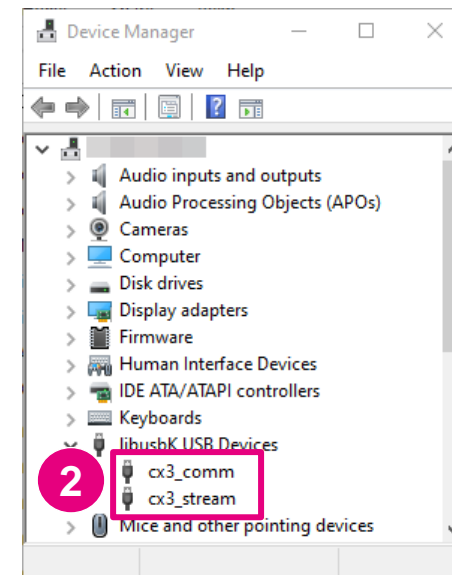 Device Manager
File Action View Help
Audio inputs and outputs
Audio Processing Objects (APOs)
Cameras
Computer
Disk drives
Display adapters
Firmware
Human Interface Devices
IDE ATA/ATAPI controllers
Keyboards
libusbK USB Devices
2
cx3_comm
cx3_stream
Mice and other pointing devices